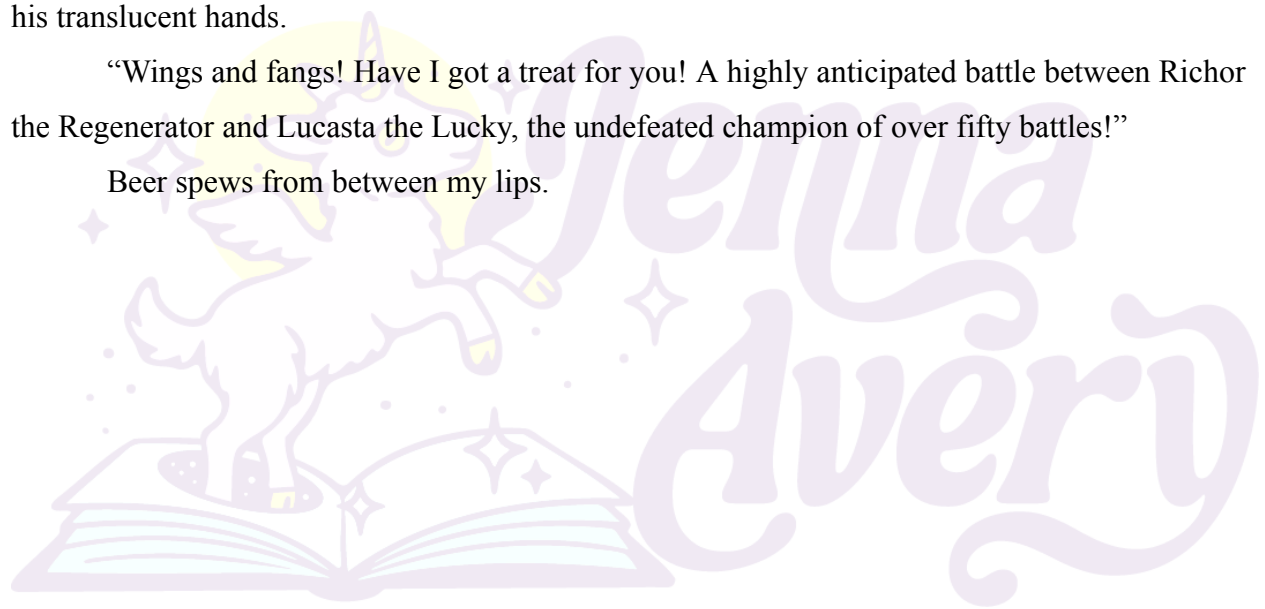 his translucent hands.
“Wings and fangs! Have I got a treat for you! A highly anticipated battle between Richor
the Regenerator and Lucasta the Lucky, the undefeated champion of over fifty battles!”
Beer spews from between my lips.
Jenna
Avery